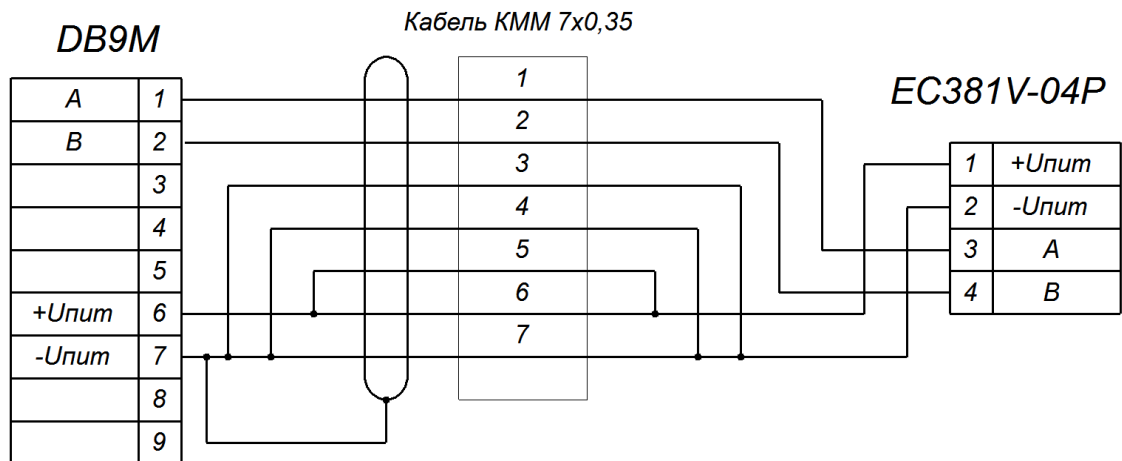 Кабель КММ 7х0,35
DB9M
A 1
B 2
3
4
5
+Uпит 6
-Uпит 7
8
9
1
2
3
4
5
6
7
EC381V-04P
1 +Uпит
2 -Uпит
3 A
4 B